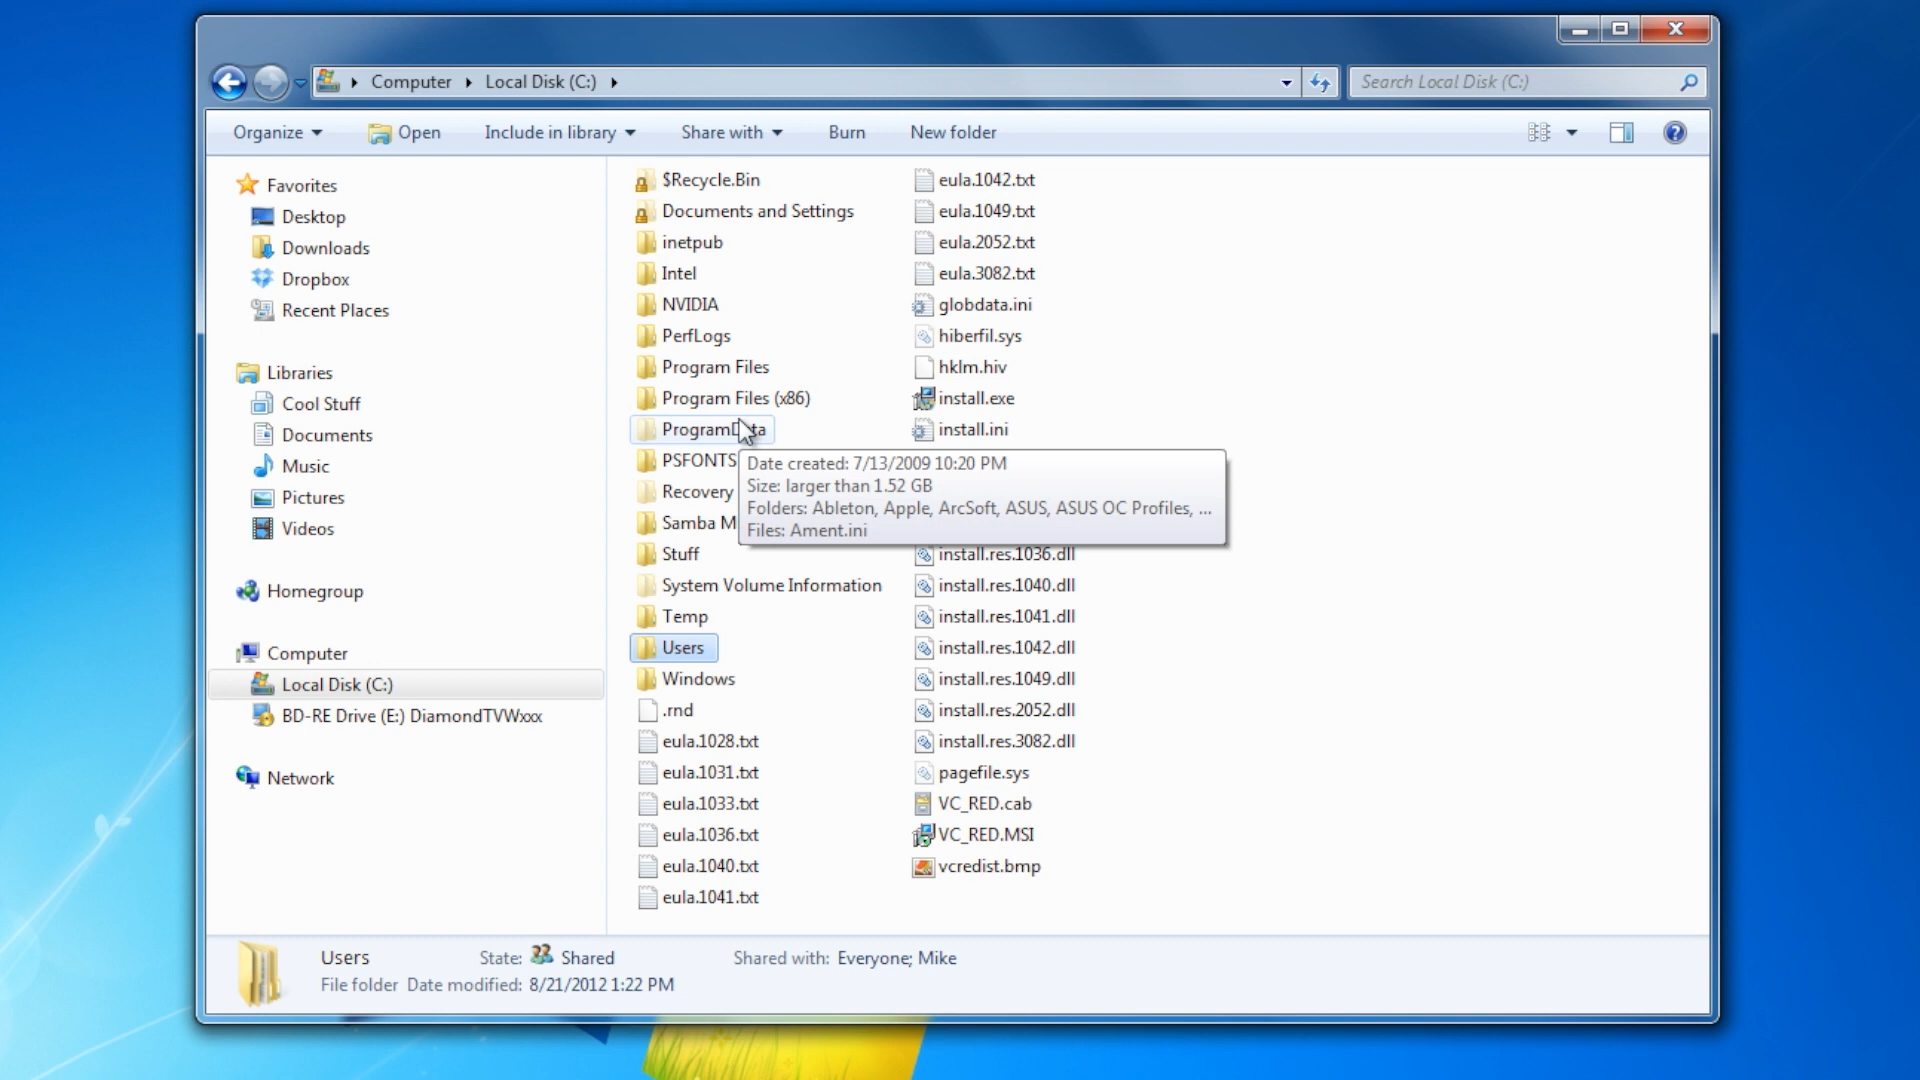 Computer ▸ Local Disk (C:) ▸
Search Local Disk (C:)
Organize
Open
Include in library
Share with
Burn
New folder
Favorites
Desktop
Downloads
Dropbox
Recent Places
Libraries
Cool Stuff
Documents
Music
Pictures
Videos
Homegroup
Computer
Local Disk (C:)
BD-RE Drive (E:) DiamondTVWxxx
Network
$Recycle.Bin
Documents and Settings
inetpub
Intel
NVIDIA
PerfLogs
Program Files
Program Files (x86)
ProgramData
PSFONTS
Recovery
Samba M
Stuff
System Volume Information
Temp
Users
Windows
.rnd
eula.1028.txt
eula.1031.txt
eula.1033.txt
eula.1036.txt
eula.1040.txt
eula.1041.txt
eula.1042.txt
eula.1049.txt
eula.2052.txt
eula.3082.txt
globdata.ini
hiberfil.sys
hklm.hiv
install.exe
install.ini
Date created: 7/13/2009 10:20 PM
Size: larger than 1.52 GB
Folders: Ableton, Apple, ArcSoft, ASUS, ASUS OC Profiles, ...
Files: Ament.ini
install.res.1036.dll
install.res.1040.dll
install.res.1041.dll
install.res.1042.dll
install.res.1049.dll
install.res.2052.dll
install.res.3082.dll
pagefile.sys
VC_RED.cab
VC_RED.MSI
vcredist.bmp
Users State: Shared Shared with: Everyone; Mike
File folder Date modified: 8/21/2012 1:22 PM